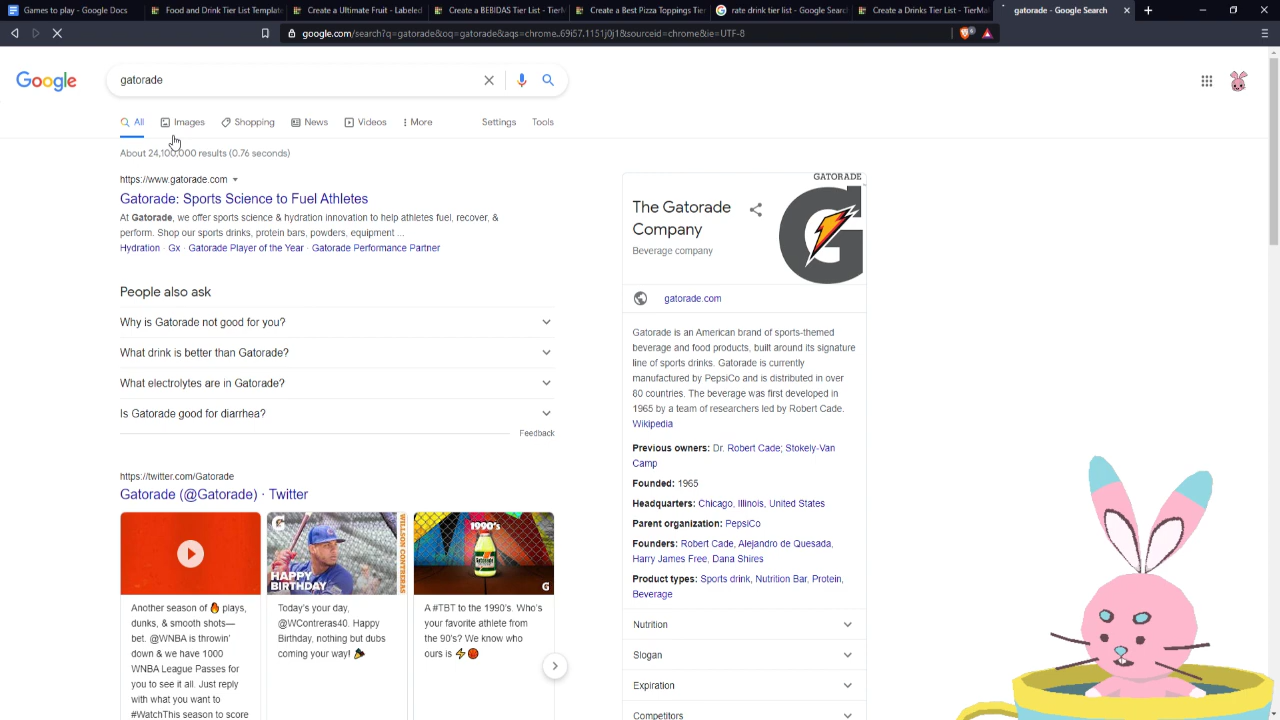 Games to play - Google Docs
Food and Drink Tier List Template
Create a Ultimate Fruit - Labeled
Create a BEBIDAS Tier List - TierM
Create a Best Pizza Toppings Tier
rate drink tier list - Google Search
Create a Drinks Tier List - TierMa
gatorade - Google Search
google.com/search?q=gatorade&oq=gatorade&aqs=chrome..69i57.1151j0j1&sourceid=chrome&ie=UTF-8
Google
gatorade
All
Images
Shopping
News
Videos
More
Settings
Tools
About 24,100,000 results (0.76 seconds)
https://www.gatorade.com
Gatorade: Sports Science to Fuel Athletes
At Gatorade, we offer sports science & hydration innovation to help athletes fuel, recover, &
perform. Shop our sports drinks, protein bars, powders, equipment ...
Hydration · Gx · Gatorade Player of the Year · Gatorade Performance Partner
People also ask
Why is Gatorade not good for you?
What drink is better than Gatorade?
What electrolytes are in Gatorade?
Is Gatorade good for diarrhea?
Feedback
https://twitter.com/Gatorade
Gatorade (@Gatorade) · Twitter
HAPPY
BIRTHDAY
WILLSON CONTRERAS
1990's
G
Another season of 🔥 plays,
dunks, & smooth shots—
bet. @WNBA is throwin'
down & we have 1000
WNBA League Passes for
you to see it all. Just reply
with what you want to
#WatchThis season to score
Today's your day,
@WContreras40. Happy
Birthday, nothing but dubs
coming your way! 🎉
A #TBT to the 1990's. Who's
your favorite athlete from
the 90's? We know who
ours is ⚡🏀
GATORADE
The Gatorade
Company
Beverage company
G
gatorade.com
Gatorade is an American brand of sports-themed
beverage and food products, built around its signature
line of sports drinks. Gatorade is currently
manufactured by PepsiCo and is distributed in over
80 countries. The beverage was first developed in
1965 by a team of researchers led by Robert Cade.
Wikipedia
Previous owners: Dr. Robert Cade; Stokely-Van
Camp
Founded: 1965
Headquarters: Chicago, Illinois, United States
Parent organization: PepsiCo
Founders: Robert Cade, Alejandro de Quesada,
Harry James Free, Dana Shires
Product types: Sports drink, Nutrition Bar, Protein,
Beverage
Nutrition
Slogan
Expiration
Competitors